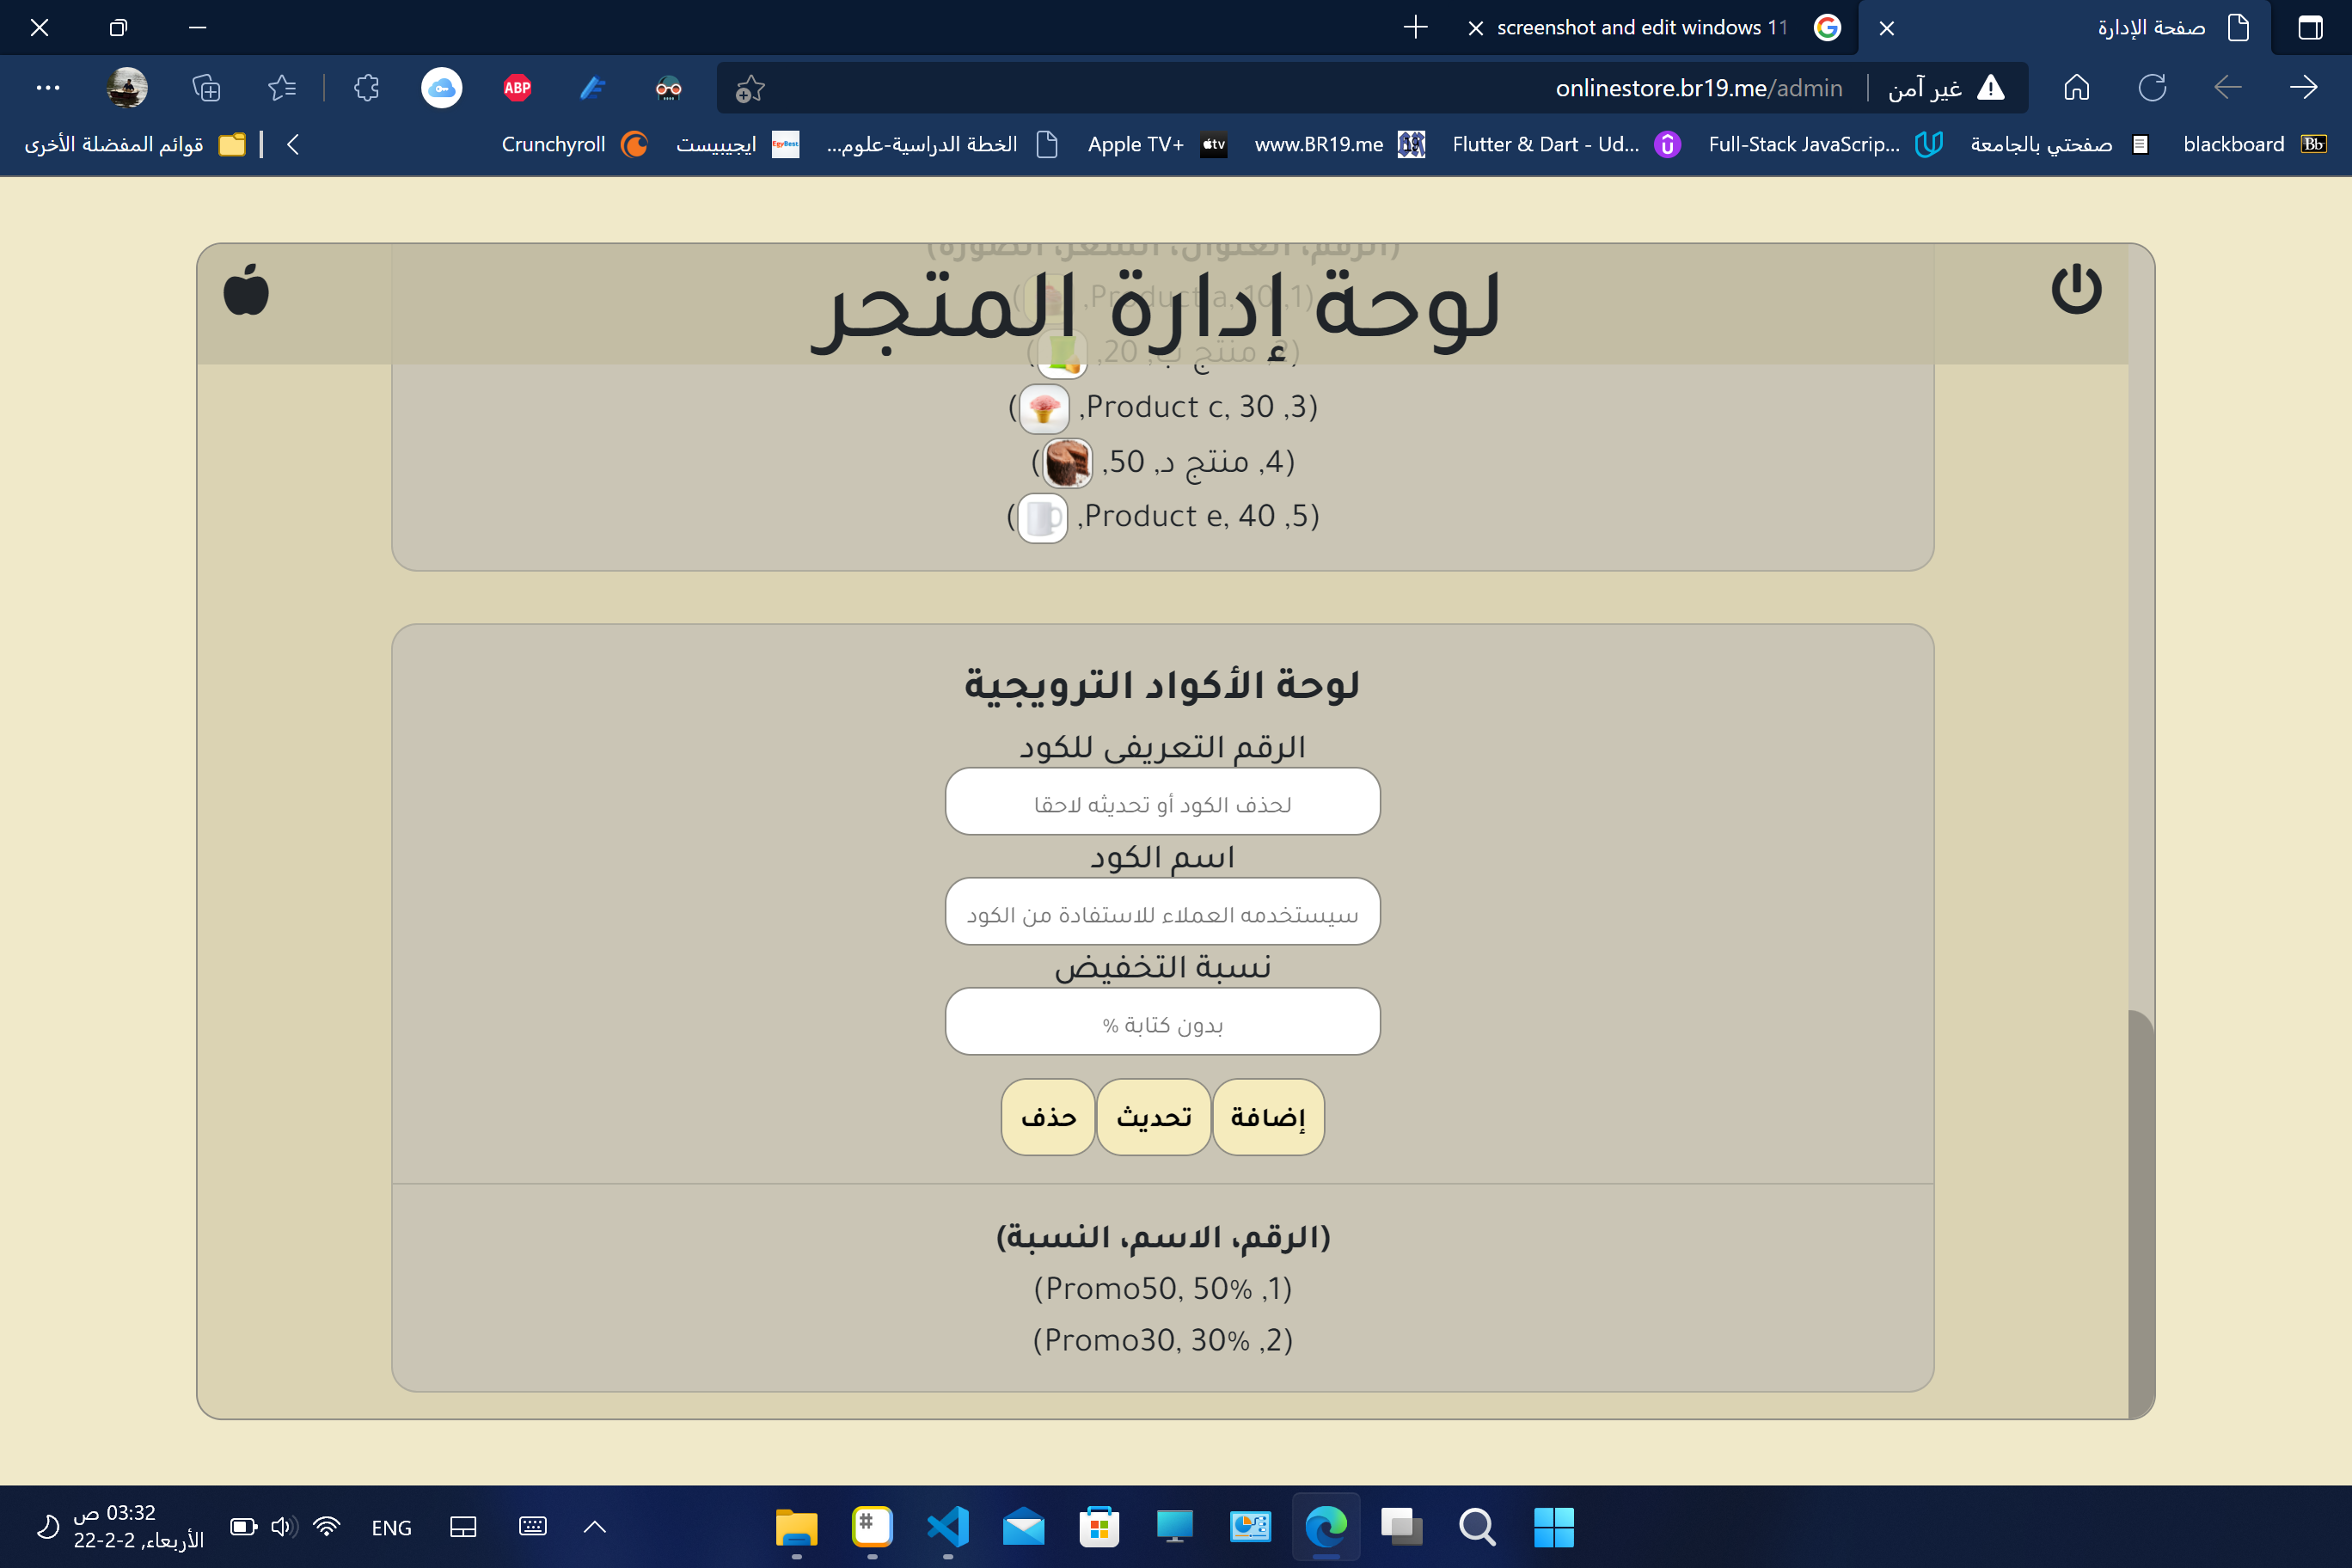 صفحة الإدارة
screenshot and edit windows 11
غير آمن
onlinestore.br19.me/admin
ABP
blackboard
صفحتي بالجامعة
Full-Stack JavaScrip...
Flutter & Dart - Ud...
www.BR19.me
Apple TV+
الخطة الدراسية-علوم...
ايجيبيست
Crunchyroll
قوائم المفضلة الأخرى
(الرقم، العنوان، السعر، الصورة)
لوحة إدارة المتجر
(1, Product a, 10, )
(2, منتج ب, 20, )
(3, Product c, 30, )
(4, منتج د, 50, )
(5, Product e, 40, )
لوحة الأكواد الترويجية
الرقم التعريفي للكود
لحذف الكود أو تحديثه لاحقا
اسم الكود
سيستخدمه العملاء للاستفادة من الكود
نسبة التخفيض
بدون كتابة %
إضافة
تحديث
حذف
(الرقم، الاسم، النسبة)
(1, Promo50, 50%)
(2, Promo30, 30%)
ENG
03:32 ص
الأربعاء, 2-2-22